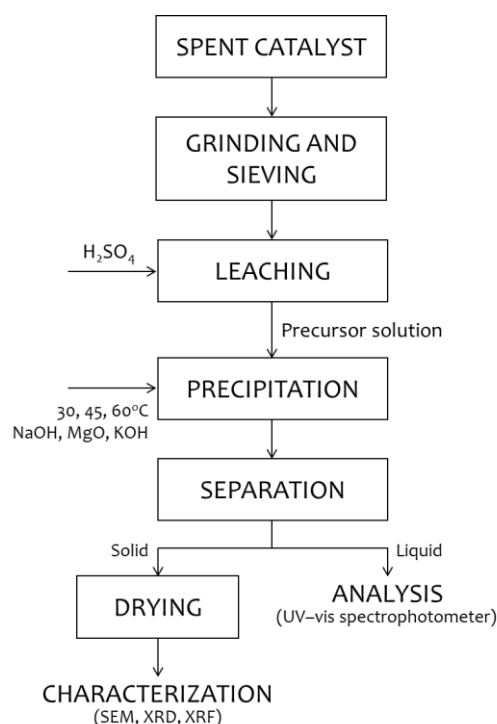 SPENT CATALYST
GRINDING AND
SIEVING
H₂SO₄
LEACHING
Precursor solution
PRECIPITATION
30, 45, 60°C
NaOH, MgO, KOH
SEPARATION
Solid
Liquid
DRYING
ANALYSIS
(UV–vis spectrophotometer)
CHARACTERIZATION
(SEM, XRD, XRF)